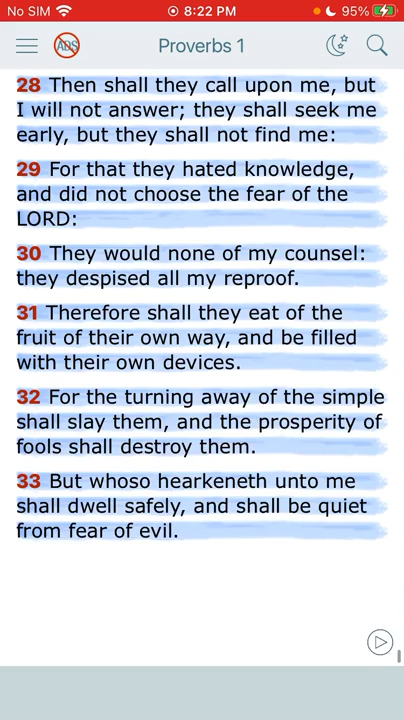 No SIM 8:22 PM 95%
ADS Proverbs 1
28 Then shall they call upon me, but
I will not answer; they shall seek me
early, but they shall not find me:
29 For that they hated knowledge,
and did not choose the fear of the
LORD:
30 They would none of my counsel:
they despised all my reproof.
31 Therefore shall they eat of the
fruit of their own way, and be filled
with their own devices.
32 For the turning away of the simple
shall slay them, and the prosperity of
fools shall destroy them.
33 But whoso hearkeneth unto me
shall dwell safely, and shall be quiet
from fear of evil.